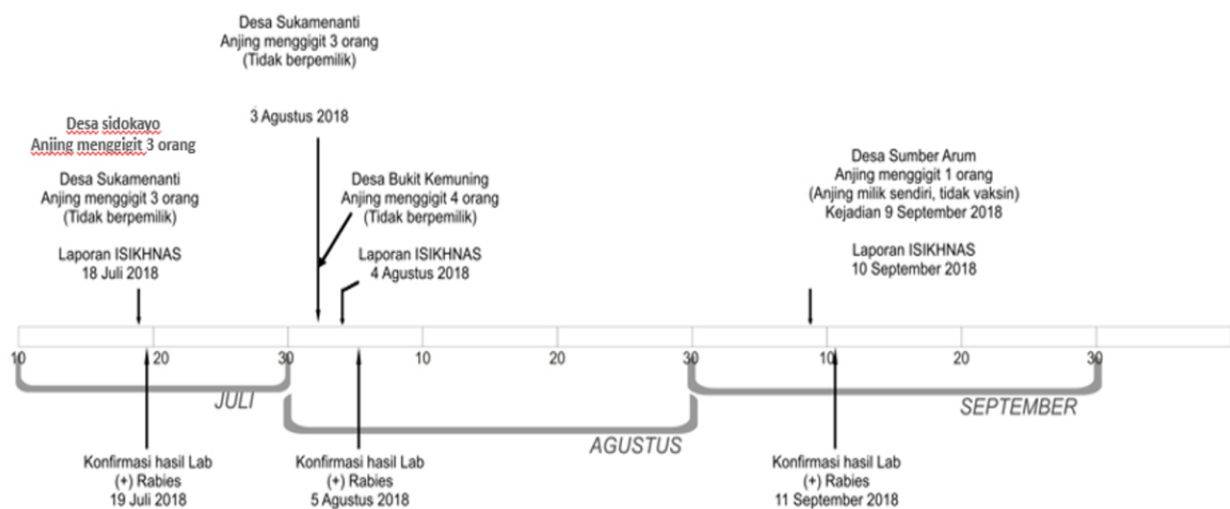 Desa Sukamenanti
Anjing menggigit 3 orang
(Tidak berpemilik)
3 Agustus 2018
Desa sidokayo
Anjing menggigit 3 orang
Desa Sukamenanti
Anjing menggigit 3 orang
(Tidak berpemilik)
Laporan ISIKHNAS
18 Juli 2018
Desa Bukit Kemuning
Anjing menggigit 4 orang
(Tidak berpemilik)
Laporan ISIKHNAS
4 Agustus 2018
Desa Sumber Arum
Anjing menggigit 1 orang
(Anjing milik sendiri, tidak vaksin)
Kejadian 9 September 2018
Laporan ISIKHNAS
10 September 2018
10 20 30 10 20 30 10 20 30
JULI
AGUSTUS
SEPTEMBER
Konfirmasi hasil Lab
(+) Rabies
19 Juli 2018
Konfirmasi hasil Lab
(+) Rabies
5 Agustus 2018
Konfirmasi hasil Lab
(+) Rabies
11 September 2018